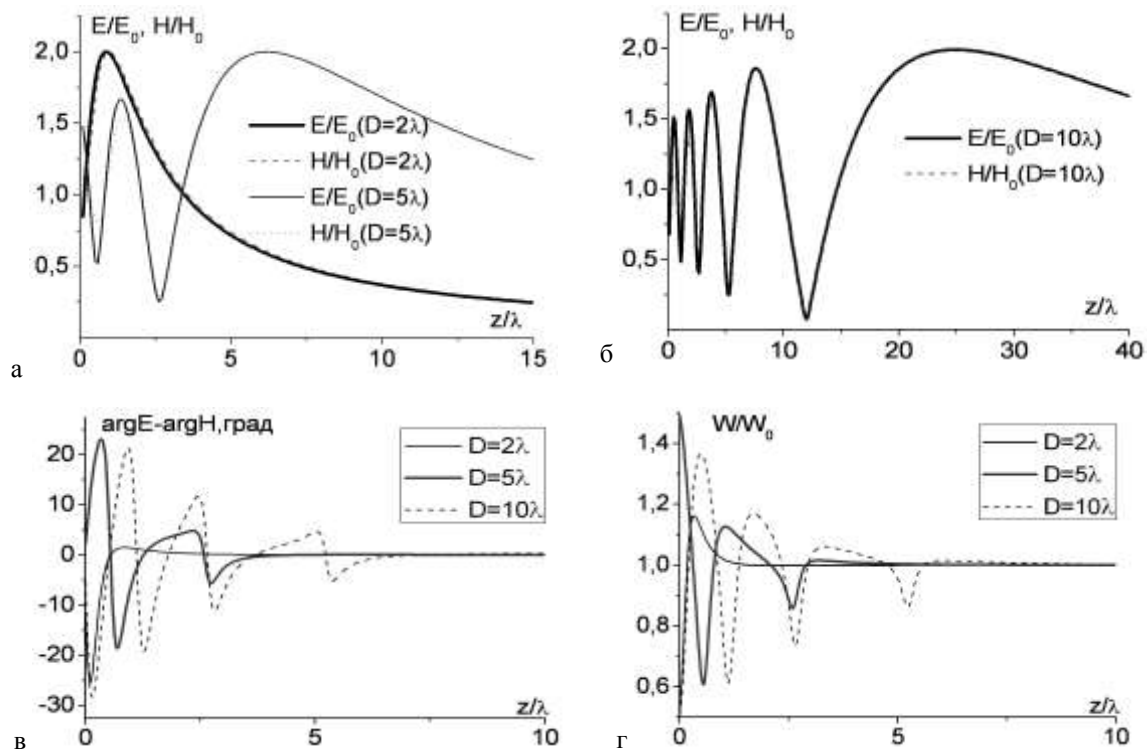 E/E₀, H/H₀
2,0
1,5
1,0
0,5
E/E₀(D=2λ)
H/H₀(D=2λ)
E/E₀(D=5λ)
H/H₀(D=5λ)
z/λ
0 5 10 15
а
E/E₀, H/H₀
2,0
1,5
1,0
0,5
E/E₀(D=10λ)
H/H₀(D=10λ)
z/λ
0 10 20 30 40
б
argE-argH,град
20
10
0
-10
-20
-30
D=2λ
D=5λ
D=10λ
z/λ
0 5 10
в
W/W₀
1,4
1,2
1,0
0,8
0,6
D=2λ
D=5λ
D=10λ
z/λ
0 5 10
г